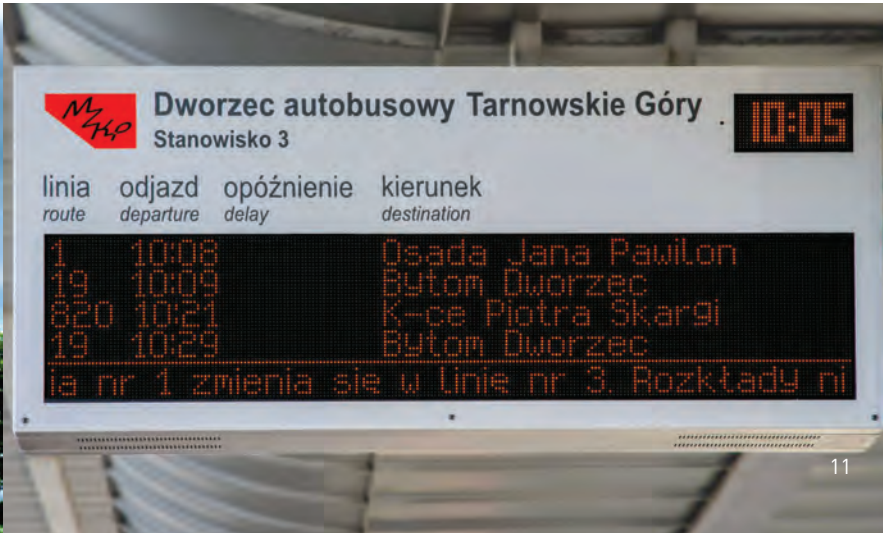 MZKP
Dworzec autobusowy Tarnowskie Góry
10:05
Stanowisko 3
linia odjazd opóźnienie kierunek
route departure delay destination
1 10:08 Osada Jana Pawilon
19 10:09 Bytom Dworzec
820 10:21 K-ce Piotra Skargi
19 10:29 Bytom Dworzec
ia nr 1 zmienia się w linię nr 3. Rozkłady ni
11